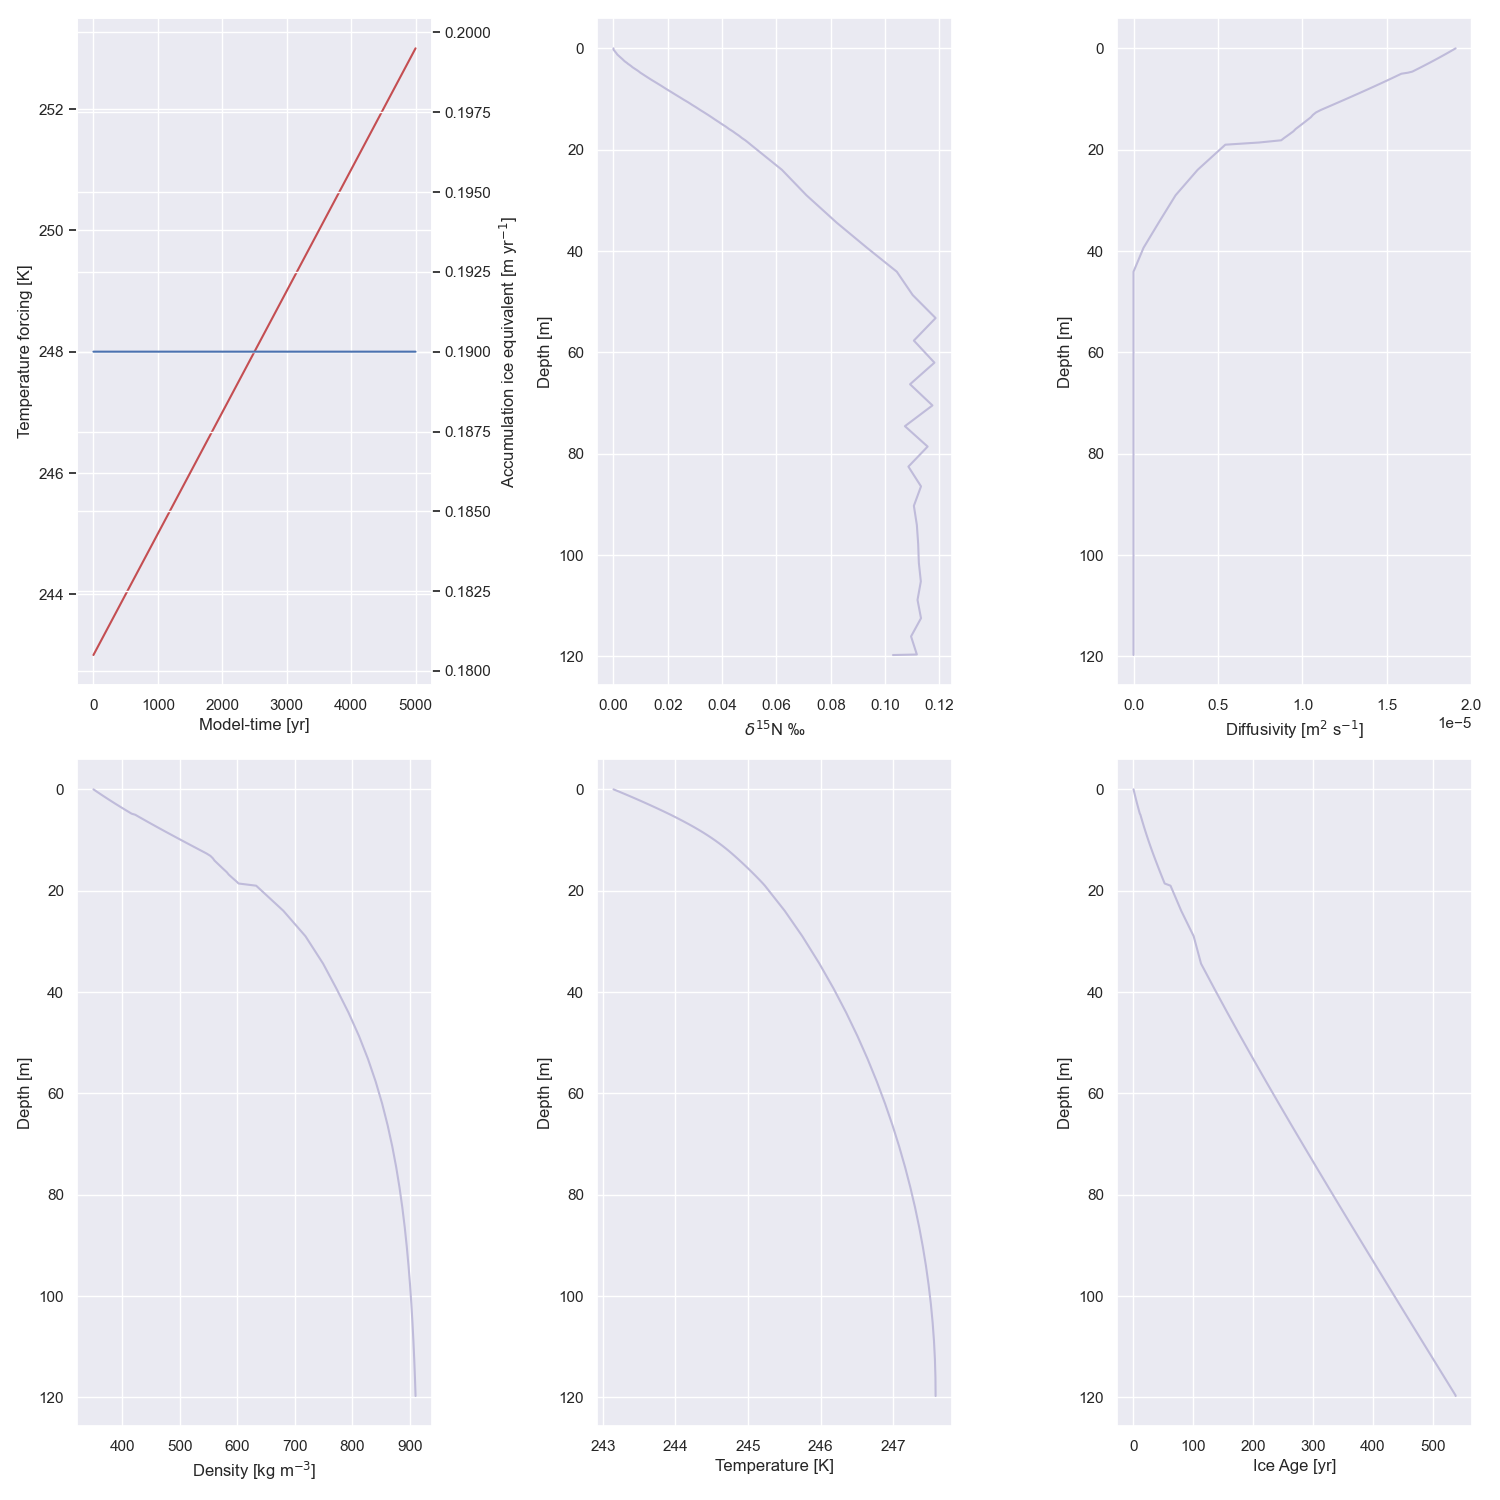 Temperature forcing [K]
252
250
248
246
244
0 1000 2000 3000 4000 5000
Model-time [yr]
0.2000
0.1975
0.1950
0.1925
0.1900
0.1875
0.1850
0.1825
0.1800
Accumulation ice equivalent [m yr⁻¹]
Depth [m]
0
20
40
60
80
100
120
0.00 0.02 0.04 0.06 0.08 0.10 0.12
δ¹⁵N ‰
Depth [m]
0
20
40
60
80
100
120
0.0 0.5 1.0 1.5 2.0
1e−5
Diffusivity [m² s⁻¹]
Depth [m]
0
20
40
60
80
100
120
400 500 600 700 800 900
Density [kg m⁻³]
Depth [m]
0
20
40
60
80
100
120
243 244 245 246 247
Temperature [K]
Depth [m]
0
20
40
60
80
100
120
0 100 200 300 400 500
Ice Age [yr]